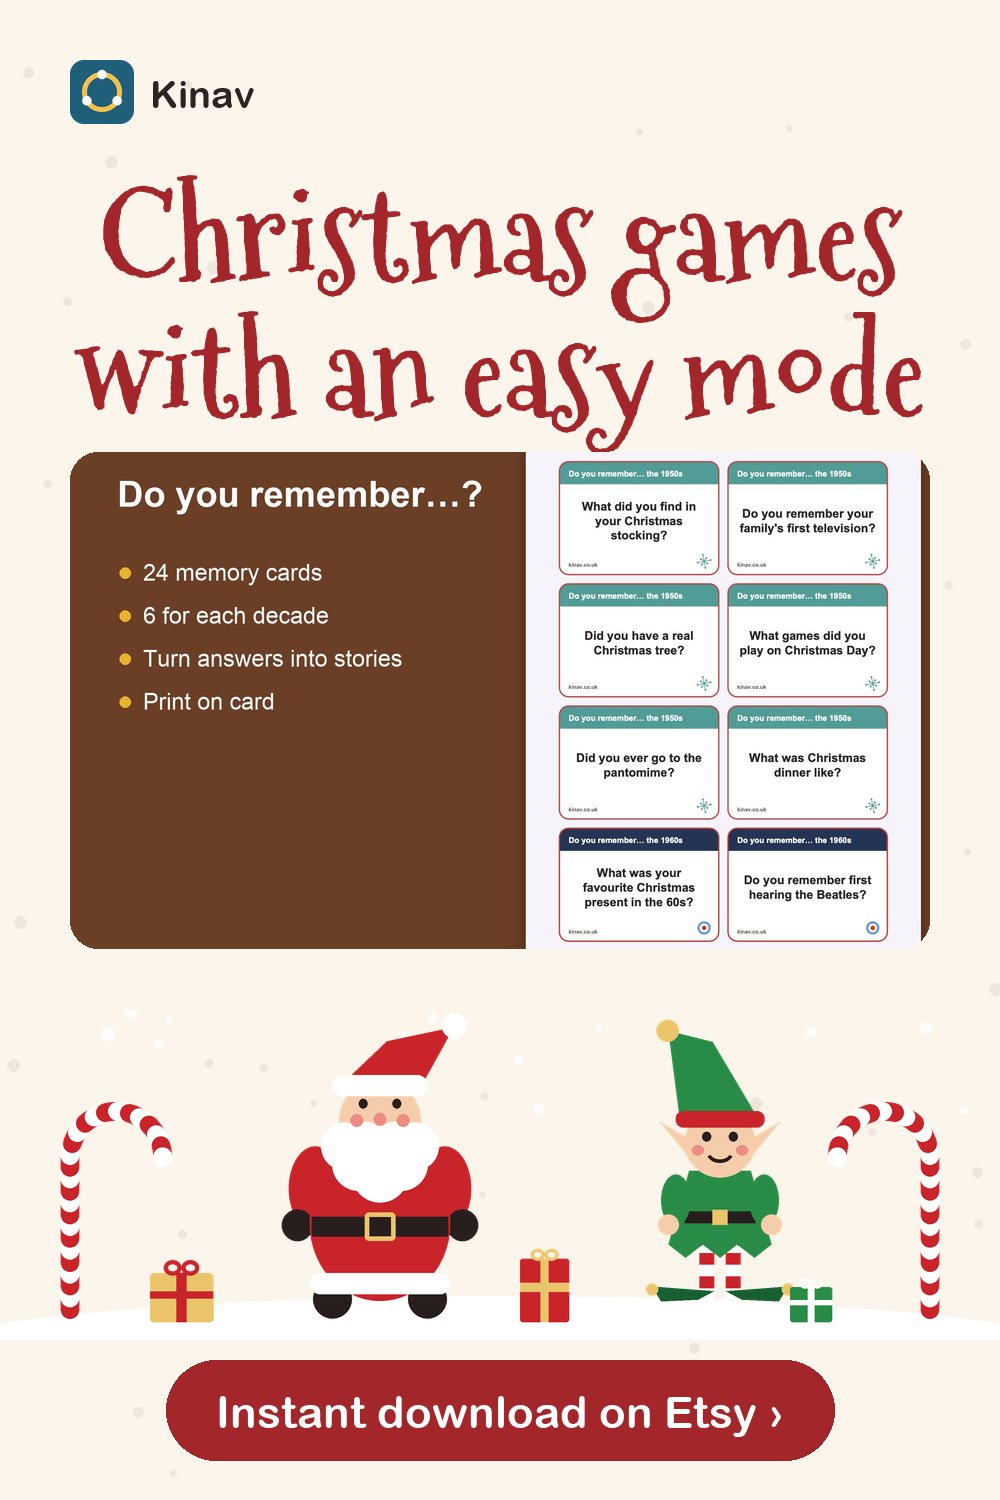 Kinav
Christmas games
with an easy mode
Do you remember...?
24 memory cards
6 for each decade
Turn answers into stories
Print on card
Do you remember... the 1950s
What did you find in
your Christmas
stocking?
kinav.co.uk
Do you remember... the 1950s
Do you remember your
family's first television?
kinav.co.uk
Do you remember... the 1950s
Did you have a real
Christmas tree?
kinav.co.uk
Do you remember... the 1950s
What games did you
play on Christmas Day?
kinav.co.uk
Do you remember... the 1950s
Did you ever go to the
pantomime?
kinav.co.uk
Do you remember... the 1950s
What was Christmas
dinner like?
kinav.co.uk
Do you remember... the 1960s
What was your
favourite Christmas
present in the 60s?
kinav.co.uk
Do you remember... the 1960s
Do you remember first
hearing the Beatles?
kinav.co.uk
Instant download on Etsy ›